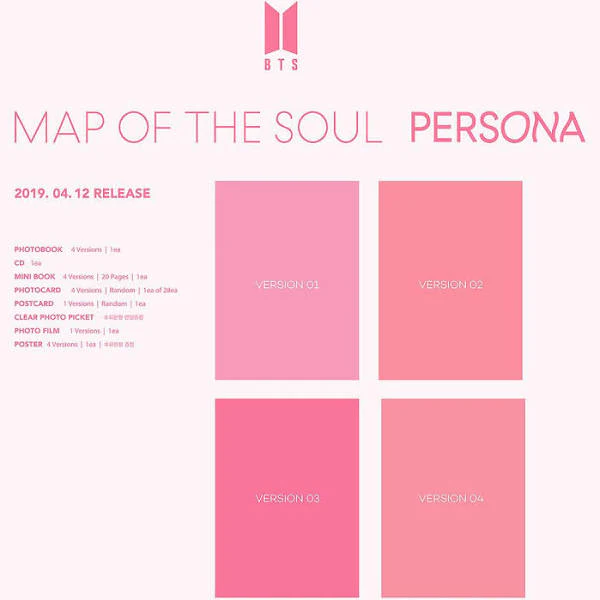 BTS
MAP OF THE SOUL PERSONA
2019. 04. 12 RELEASE
PHOTOBOOK 4 Versions | 1ea
CD 1ea
MINI BOOK 4 Versions | 20 Pages | 1ea
PHOTOCARD 4 Versions | Random | 1ea of 28ea
POSTCARD 1 Versions | Random | 1ea
CLEAR PHOTO PICKET
PHOTO FILM 1 Versions | 1ea
POSTER 4 Versions | 1ea |
VERSION 01
VERSION 02
VERSION 03
VERSION 04